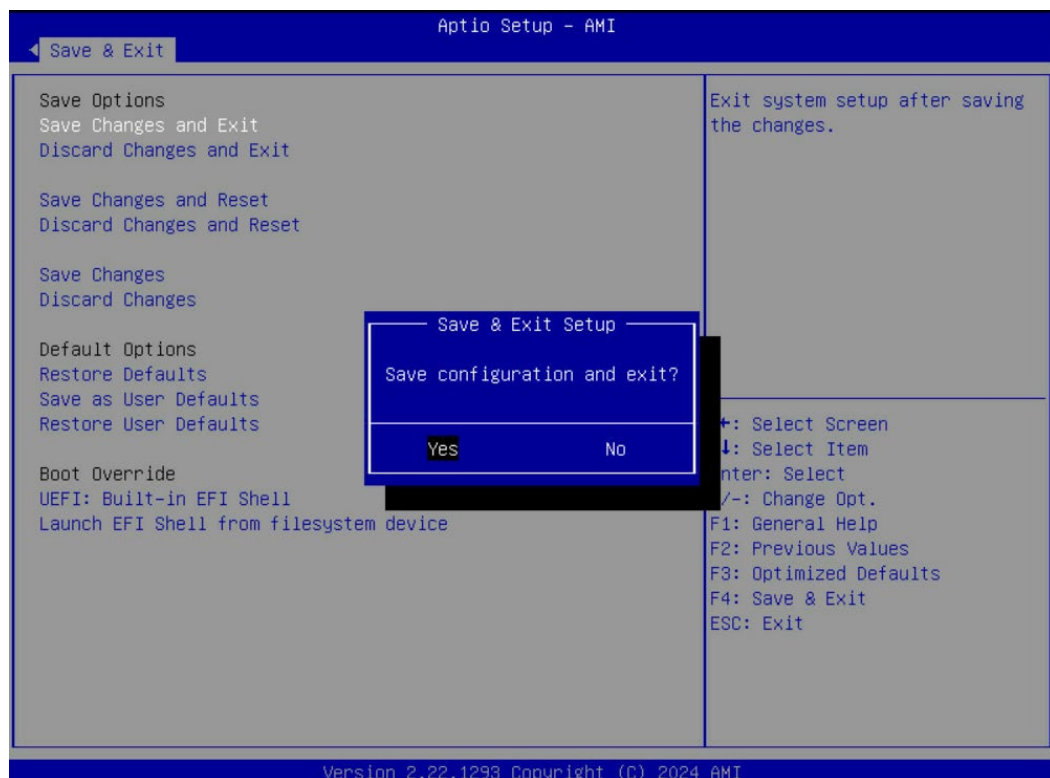 Aptio Setup – AMI
Save & Exit
Save Options
Save Changes and Exit
Discard Changes and Exit
Save Changes and Reset
Discard Changes and Reset
Save Changes
Discard Changes
Default Options
Restore Defaults
Save as User Defaults
Restore User Defaults
Boot Override
UEFI: Built-in EFI Shell
Launch EFI Shell from filesystem device
Save & Exit Setup
Save configuration and exit?
Yes No
Exit system setup after saving
the changes.
←: Select Screen
↓: Select Item
nter: Select
/-: Change Opt.
F1: General Help
F2: Previous Values
F3: Optimized Defaults
F4: Save & Exit
ESC: Exit
Version 2.22.1293 Copyright (C) 2024 AMI